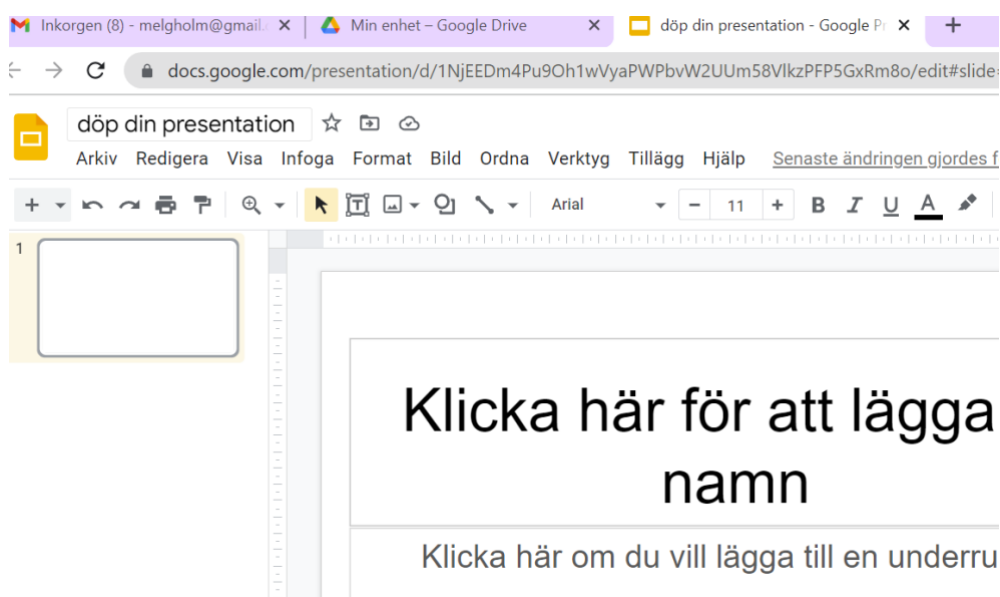 Inkorgen (8) - melgholm@gmail.
Min enhet – Google Drive
döp din presentation - Google Pr
docs.google.com/presentation/d/1NjEEDm4Pu9Oh1wVyaPWPbvW2UUm58VlkzPFP5GxRm8o/edit#slide=
döp din presentation
Arkiv Redigera Visa Infoga Format Bild Ordna Verktyg Tillägg Hjälp Senaste ändringen gjordes f
Arial - 11 + B I U A
1
Klicka här för att lägga
namn
Klicka här om du vill lägga till en underru